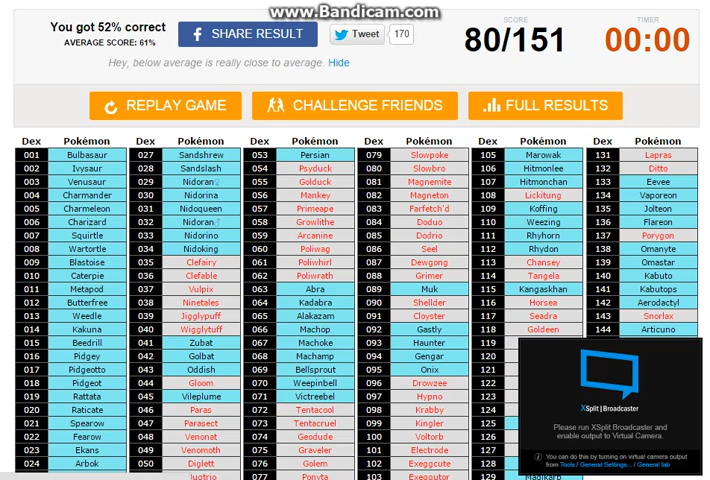 www.Bandicam.com
You got 52% correct
AVERAGE SCORE: 61%
SHARE RESULT
Tweet 170
SCORE
80/151
TIMER
00:00
Hey, below average is really close to average. Hide
REPLAY GAME
CHALLENGE FRIENDS
FULL RESULTS
Dex Pokémon Dex Pokémon Dex Pokémon Dex Pokémon Dex Pokémon Dex Pokémon
001 Bulbasaur 027 Sandshrew 053 Persian 079 Slowpoke 105 Marowak 131 Lapras
002 Ivysaur 028 Sandslash 054 Psyduck 080 Slowbro 106 Hitmonlee 132 Ditto
003 Venusaur 029 Nidoran♀ 055 Golduck 081 Magnemite 107 Hitmonchan 133 Eevee
004 Charmander 030 Nidorina 056 Mankey 082 Magneton 108 Lickitung 134 Vaporeon
005 Charmeleon 031 Nidoqueen 057 Primeape 083 Farfetch'd 109 Koffing 135 Jolteon
006 Charizard 032 Nidoran♂ 058 Growlithe 084 Doduo 110 Weezing 136 Flareon
007 Squirtle 033 Nidorino 059 Arcanine 085 Dodrio 111 Rhyhorn 137 Porygon
008 Wartortle 034 Nidoking 060 Poliwag 086 Seel 112 Rhydon 138 Omanyte
009 Blastoise 035 Clefairy 061 Poliwhirl 087 Dewgong 113 Chansey 139 Omastar
010 Caterpie 036 Clefable 062 Poliwrath 088 Grimer 114 Tangela 140 Kabuto
011 Metapod 037 Vulpix 063 Abra 089 Muk 115 Kangaskhan 141 Kabutops
012 Butterfree 038 Ninetales 064 Kadabra 090 Shellder 116 Horsea 142 Aerodactyl
013 Weedle 039 Jigglypuff 065 Alakazam 091 Cloyster 117 Seadra 143 Snorlax
014 Kakuna 040 Wigglytuff 066 Machop 092 Gastly 118 Goldeen 144 Articuno
015 Beedrill 041 Zubat 067 Machoke 093 Haunter 119
016 Pidgey 042 Golbat 068 Machamp 094 Gengar 120
017 Pidgeotto 043 Oddish 069 Bellsprout 095 Onix 121
018 Pidgeot 044 Gloom 070 Weepinbell 096 Drowzee 122
019 Rattata 045 Vileplume 071 Victreebel 097 Hypno 123
020 Raticate 046 Paras 072 Tentacool 098 Krabby 124
021 Spearow 047 Parasect 073 Tentacruel 099 Kingler 125
022 Fearow 048 Venonat 074 Geodude 100 Voltorb 126
023 Ekans 049 Venomoth 075 Graveler 101 Electrode 127
024 Arbok 050 Diglett 076 Golem 102 Exeggcute 128
Dugtrio 077 Ponyta 103 Exeggutor 129 Magikarp
XSplit | Broadcaster
Please run XSplit Broadcaster and
enable output to Virtual Camera.
You can do this by turning on virtual camera output
from Tools / General Settings... / General tab